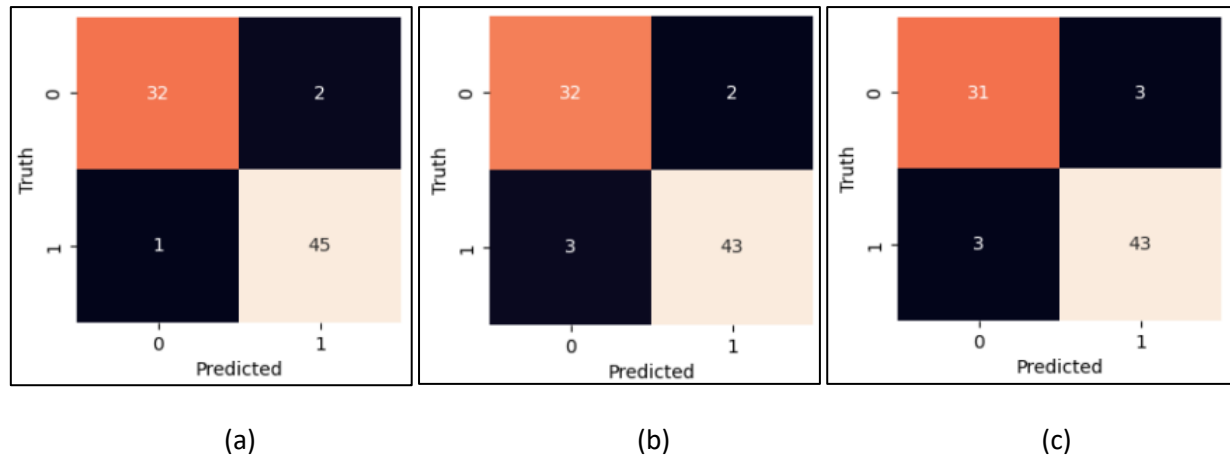 0 32 2
Truth
1 1 45
0 1
Predicted
(a)
0 32 2
Truth
1 3 43
0 1
Predicted
(b)
0 31 3
Truth
1 3 43
0 1
Predicted
(c)